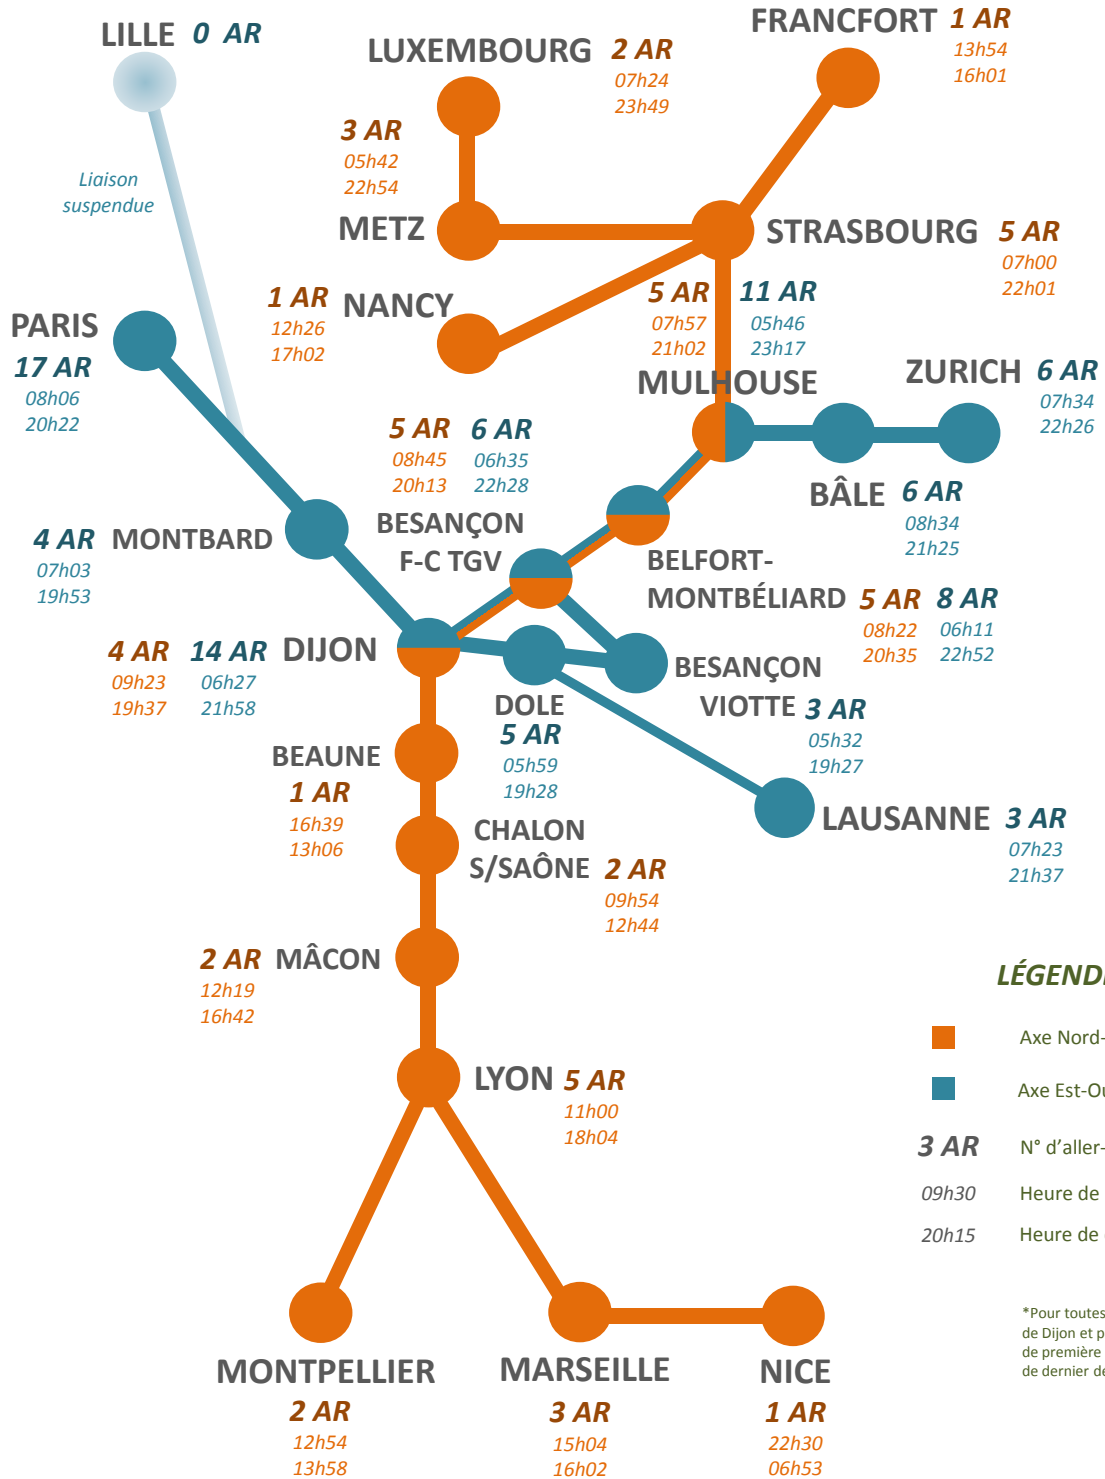 LILLE 0 AR
Liaison
suspendue
LUXEMBOURG 2 AR
07h24
23h49
FRANCFORT 1 AR
13h54
16h01
3 AR
05h42
22h54
METZ
STRASBOURG 5 AR
07h00
22h01
1 AR
12h26
17h02
NANCY
PARIS
17 AR
08h06
20h22
5 AR 11 AR
07h57 05h46
21h02 23h17
MULHOUSE
ZURICH 6 AR
07h34
22h26
BÂLE 6 AR
08h34
21h25
5 AR 6 AR
08h45 06h35
20h13 22h28
BESANÇON
F-C TGV
4 AR MONTBARD
07h03
19h53
BELFORT-
MONTBÉLIARD 5 AR 8 AR
08h22 06h11
20h35 22h52
4 AR 14 AR DIJON
09h23 06h27
19h37 21h58
BESANÇON
VIOTTE 3 AR
05h32
19h27
DOLE
5 AR
05h59
19h28
BEAUNE
1 AR
16h39
13h06
LAUSANNE 3 AR
07h23
21h37
CHALON
S/SAÔNE 2 AR
09h54
12h44
2 AR MÂCON
12h19
16h42
LYON 5 AR
11h00
18h04
MONTPELLIER
2 AR
12h54
13h58
MARSEILLE
3 AR
15h04
16h02
NICE
1 AR
22h30
06h53
LÉGENDE
Axe Nord-
Axe Est-Ou
3 AR N° d'aller-
09h30 Heure de
20h15 Heure de
*Pour toutes
de Dijon et p
de première
de dernier dé